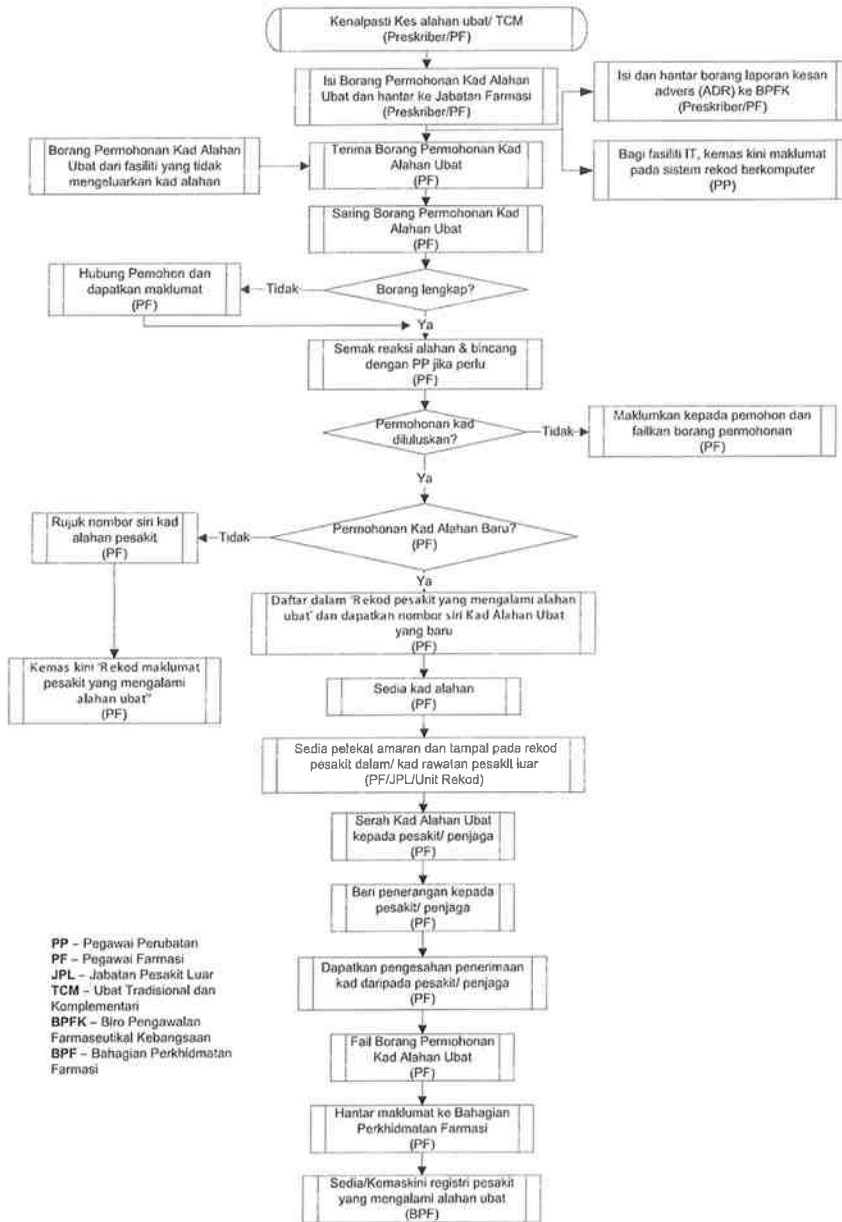 Kenalpasti Kes alahan ubat/ TCM
(Preskriber/PF)
Isi Borang Permohonan Kad Alahan
Ubat dan hantar ke Jabatan Farmasi
(Preskriber/PF)
Isi dan hantar borang laporan kesan
advers (ADR) ke BPFK
(Preskriber/PF)
Borang Permohonan Kad Alahan
Ubat dari fasiliti yang tidak
mengeluarkan kad alahan
Terima Borang Permohonan Kad
Alahan Ubat
(PF)
Bagi fasiliti IT, kemas kini maklumat
pada sistem rekod berkomputer
(PP)
Saring Borang Permohonan Kad
Alahan Ubat
(PF)
Hubung Pemohon dan
dapatkan maklumat
(PF)
Tidak
Borang lengkap?
Ya
Semak reaksi alahan & bincang
dengan PP jika perlu
(PF)
Permohonan kad
diluluskan?
Tidak
Maklumkan kepada pemohon dan
failkan borang permohonan
(PF)
Ya
Rujuk nombor siri kad
alahan pesakit
(PF)
Tidak
Permohonan Kad Alahan Baru?
(PF)
Ya
Daftar dalam 'Rekod pesakit yang mengalami alahan
ubat' dan dapatkan nombor siri Kad Alahan Ubat
yang baru
(PF)
Kemas kini 'Rekod maklumat
pesakit yang mengalami
alahan ubat"
(PF)
Sedia kad alahan
(PF)
Sedia pelekat amaran dan tampal pada rekod
pesakit dalam/ kad rawatan pesakit luar
(PF/JPL/Unit Rekod)
Serah Kad Alahan Ubat
kepada pesakit/ penjaga
(PF)
Beri penerangan kepada
pesakit/ penjaga
(PF)
Dapatkan pengesahan penerimaan
kad daripada pesakit/ penjaga
(PF)
Fail Borang Permohonan
Kad Alahan Ubat
(PF)
Hantar maklumat ke Bahagian
Perkhidmatan Farmasi
(PF)
Sedia/Kemaskini registri pesakit
yang mengalami alahan ubat
(BPF)
PP – Pegawai Perubatan
PF – Pegawai Farmasi
JPL – Jabatan Pesakit Luar
TCM – Ubat Tradisional dan
Komplementari
BPFK – Biro Pengawalan
Farmaseutikal Kebangsaan
BPF – Bahagian Perkhidmatan
Farmasi